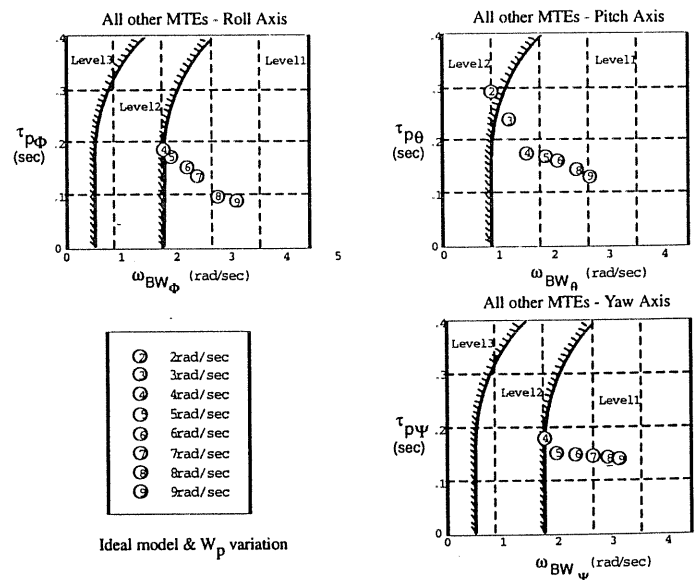 All other MTEs - Roll Axis
.4
Level3
Level1
.3
Level2
τpΦ
(sec)
.2
④
⑤
⑥
⑦
.1
⑧
⑨
0
0 1 2 3 4 5
ωBWΦ (rad/sec)
All other MTEs - Pitch Axis
.4
Level2
Level1
.3
②
③
τpθ
(sec)
.2
④
⑤
⑥
⑧
⑨
.1
0
0 1 2 3 4
ωBWθ (rad/sec)
② 2rad/sec
③ 3rad/sec
④ 4rad/sec
⑤ 5rad/sec
⑥ 6rad/sec
⑦ 7rad/sec
⑧ 8rad/sec
⑨ 9rad/sec
Ideal model & Wp variation
All other MTEs - Yaw Axis
.4
Level3
.3
Level2
Level1
τpΨ
(sec)
.2
④
⑤ ⑥ ⑦ ⑧ ⑨
.1
0
0 1 2 3 4
ωBWΨ (rad/sec)